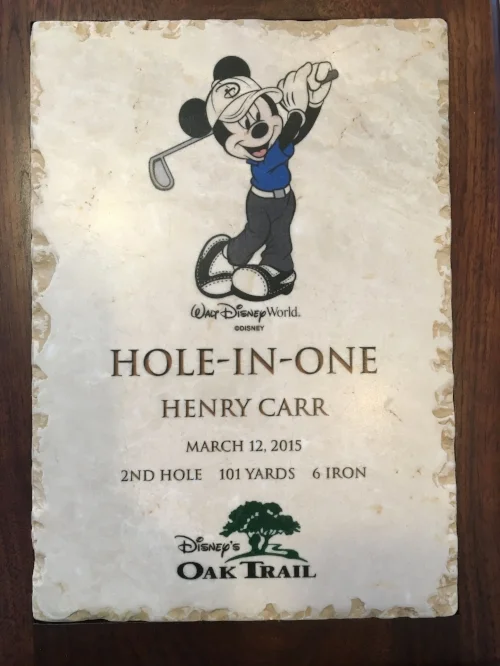 Walt Disney World.
©DISNEY
HOLE-IN-ONE
HENRY CARR
MARCH 12, 2015
2ND HOLE 101 YARDS 6 IRON
Disney's
OAK TRAIL